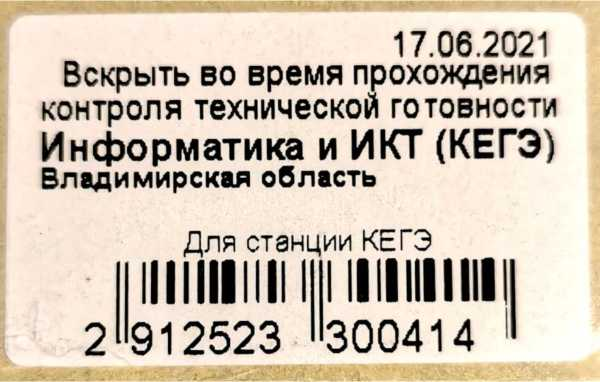 17.06.2021
Вскрыть во время прохождения
контроля технической готовности
Информатика и ИКТ (КЕГЭ)
Владимирская область
Для станции КЕГЭ
2 912523 300414